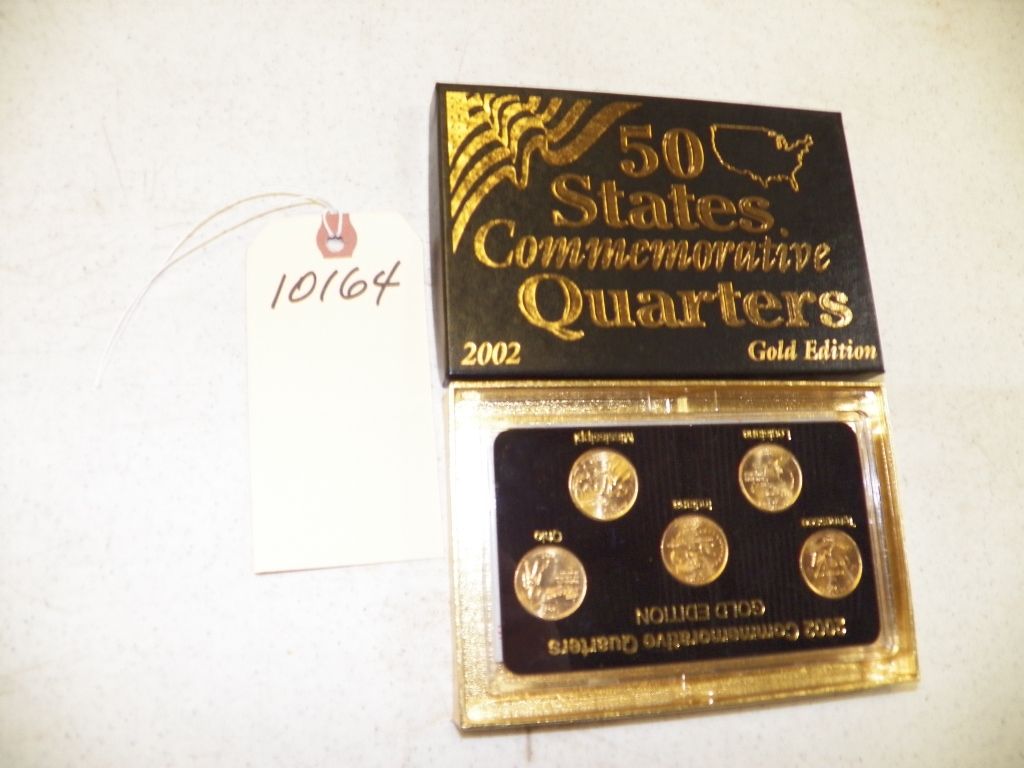 10164
50
States
Commemorative
Quarters
2002 Gold Edition
2002 Commemorative Quarters
GOLD EDITION
Tennessee
Indiana
Ohio
Louisiana
Mississippi